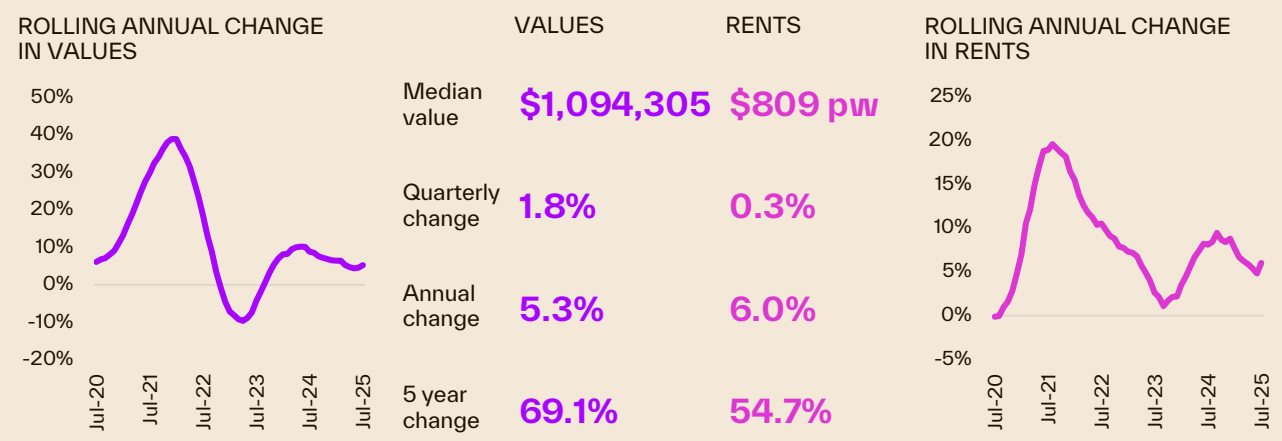 ROLLING ANNUAL CHANGE
IN VALUES
50%
40%
30%
20%
10%
0%
-10%
-20%
Jul-20
Jul-21
Jul-22
Jul-23
Jul-24
Jul-25
VALUES
RENTS
Median
value
$1,094,305
$809 pw
Quarterly
change
1.8%
0.3%
Annual
change
5.3%
6.0%
5 year
change
69.1%
54.7%
ROLLING ANNUAL CHANGE
IN RENTS
25%
20%
15%
10%
5%
0%
-5%
Jul-20
Jul-21
Jul-22
Jul-23
Jul-24
Jul-25